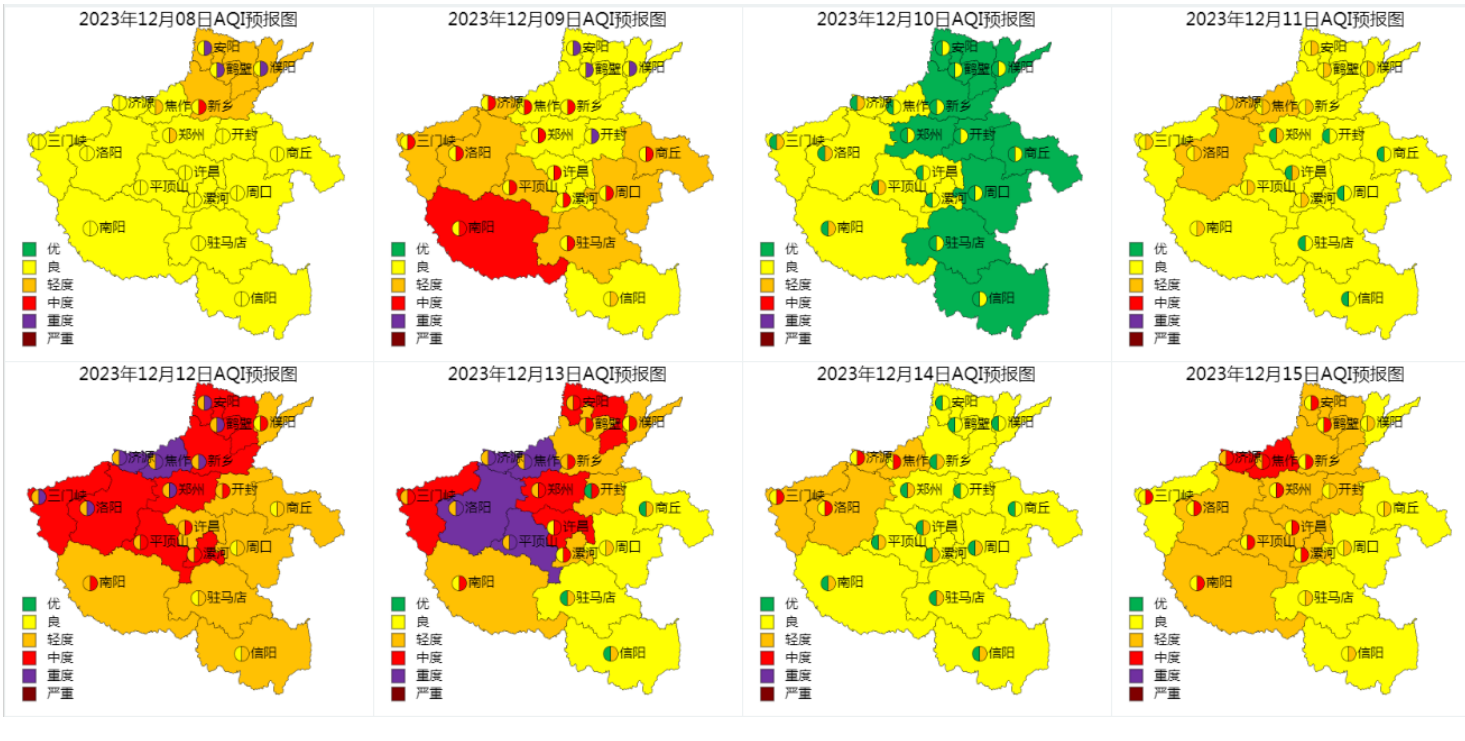 2023年12月08日AQI预报图
安阳
鹤壁
濮阳
济源
焦作
新乡
三门峡
洛阳
郑州
开封
商丘
许昌
平顶山
漯河
周口
南阳
驻马店
信阳
优
良
轻度
中度
重度
严重
2023年12月09日AQI预报图
安阳
鹤壁
濮阳
济源
焦作
新乡
三门峡
洛阳
郑州
开封
商丘
许昌
平顶山
漯河
周口
南阳
驻马店
信阳
优
良
轻度
中度
重度
严重
2023年12月10日AQI预报图
安阳
鹤壁
濮阳
济源
焦作
新乡
三门峡
洛阳
郑州
开封
商丘
许昌
平顶山
漯河
周口
南阳
驻马店
信阳
优
良
轻度
中度
重度
严重
2023年12月11日AQI预报图
安阳
鹤壁
濮阳
济源
焦作
新乡
三门峡
洛阳
郑州
开封
商丘
许昌
平顶山
漯河
周口
南阳
驻马店
信阳
优
良
轻度
中度
重度
严重
2023年12月12日AQI预报图
安阳
鹤壁
濮阳
济源
焦作
新乡
三门峡
洛阳
郑州
开封
商丘
许昌
平顶山
漯河
周口
南阳
驻马店
信阳
优
良
轻度
中度
重度
严重
2023年12月13日AQI预报图
安阳
鹤壁
濮阳
济源
焦作
新乡
三门峡
洛阳
郑州
开封
商丘
许昌
平顶山
漯河
周口
南阳
驻马店
信阳
优
良
轻度
中度
重度
严重
2023年12月14日AQI预报图
安阳
鹤壁
濮阳
济源
焦作
新乡
三门峡
洛阳
郑州
开封
商丘
许昌
平顶山
漯河
周口
南阳
驻马店
信阳
优
良
轻度
中度
重度
严重
2023年12月15日AQI预报图
安阳
鹤壁
濮阳
济源
焦作
新乡
三门峡
洛阳
郑州
开封
商丘
许昌
平顶山
漯河
周口
南阳
驻马店
信阳
优
良
轻度
中度
重度
严重